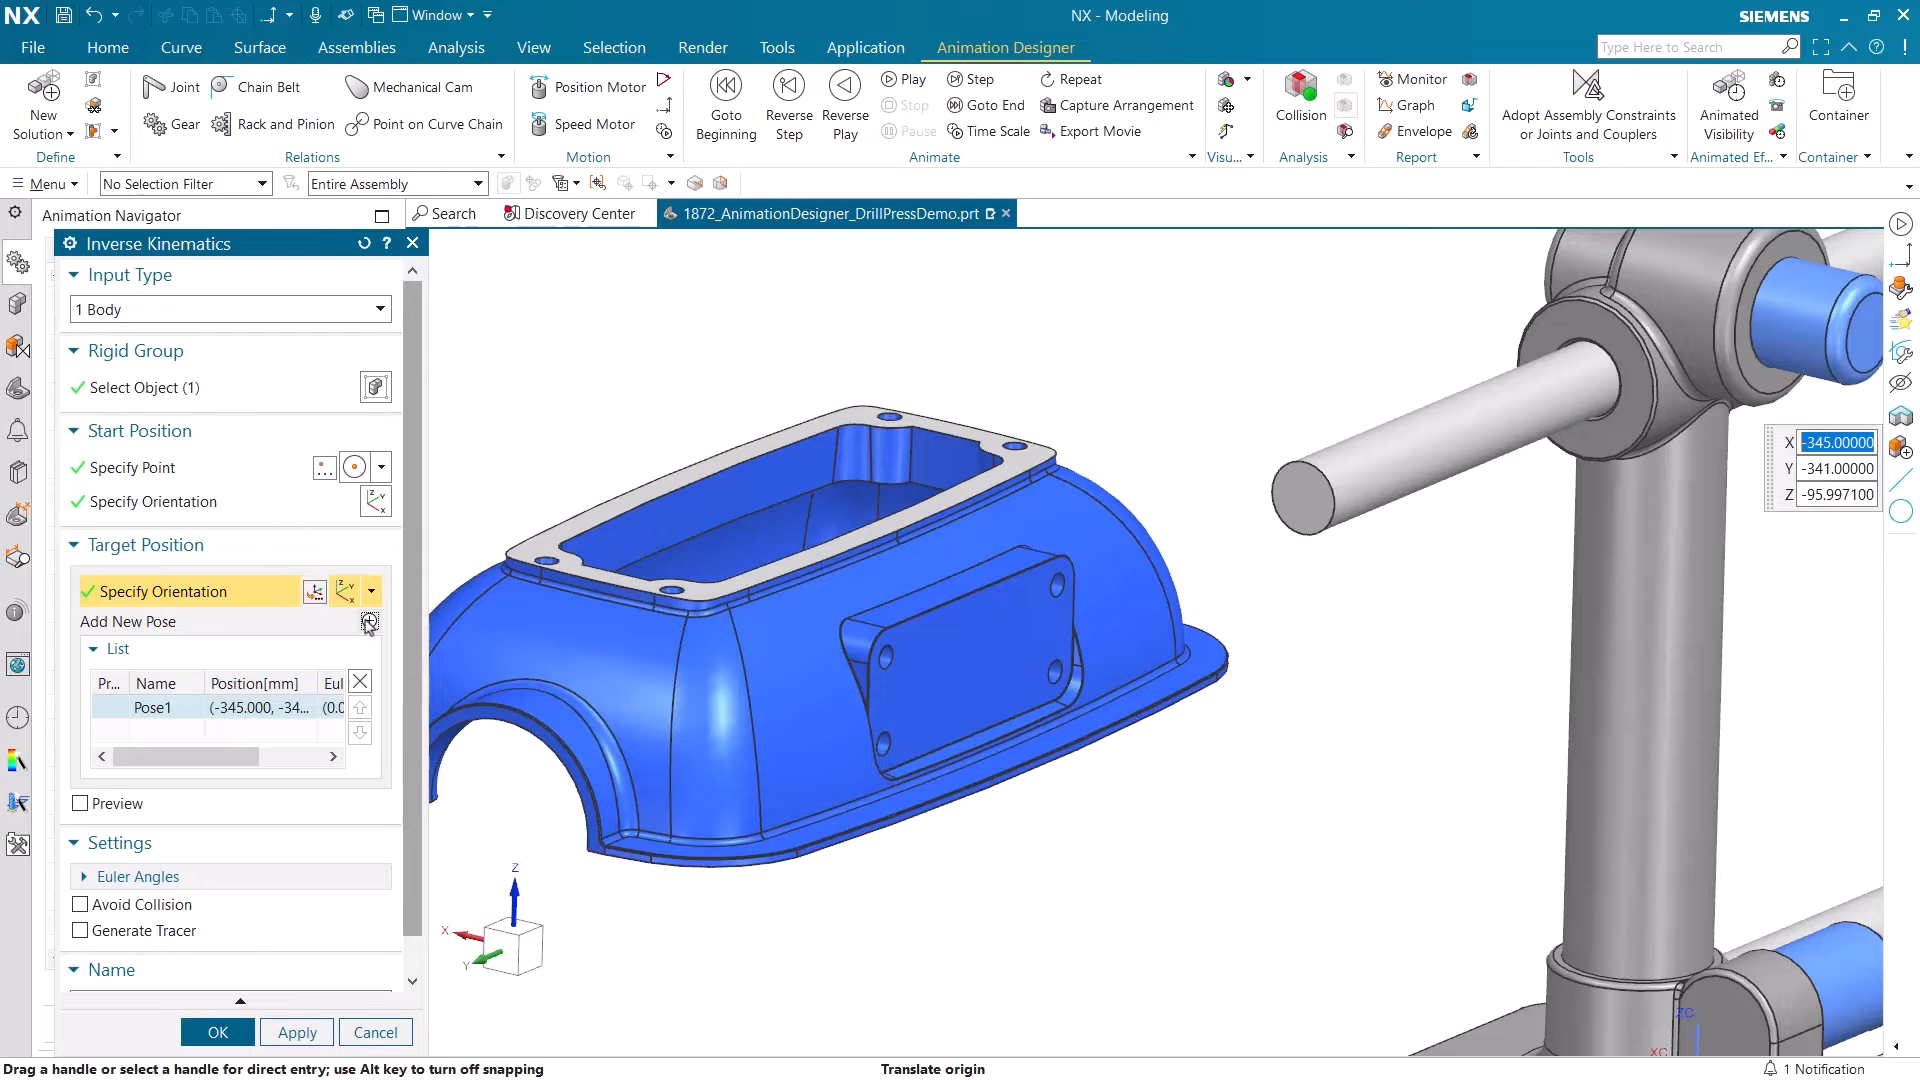 NX
Window
NX - Modeling
SIEMENS
File
Home
Curve
Surface
Assemblies
Analysis
View
Selection
Render
Tools
Application
Animation Designer
Type Here to Search
New
Solution
Define
Joint
Chain Belt
Mechanical Cam
Gear
Rack and Pinion
Point on Curve Chain
Relations
Position Motor
Speed Motor
Motion
Goto
Beginning
Reverse
Step
Reverse
Play
Play
Stop
Pause
Step
Goto End
Time Scale
Repeat
Capture Arrangement
Export Movie
Animate
Visu...
Collision
Analysis
Monitor
Graph
Envelope
Report
Adopt Assembly Constraints
or Joints and Couplers
Tools
Animated
Visibility
Animated Ef...
Container
Container
Menu
No Selection Filter
Entire Assembly
Animation Navigator
Search
Discovery Center
1872_AnimationDesigner_DrillPressDemo.prt
Inverse Kinematics
Input Type
1 Body
Rigid Group
Select Object (1)
Start Position
Specify Point
Specify Orientation
Target Position
Specify Orientation
Add New Pose
List
Pr... Name Position[mm] Eul
Pose1 (-345.000, -34... (0.0
Preview
Settings
Euler Angles
Avoid Collision
Generate Tracer
Name
OK Apply Cancel
X -345.00000
Y -341.00000
Z -95.997100
Z
X
Y
ZC
XC
Drag a handle or select a handle for direct entry; use Alt key to turn off snapping
Translate origin
1 Notification